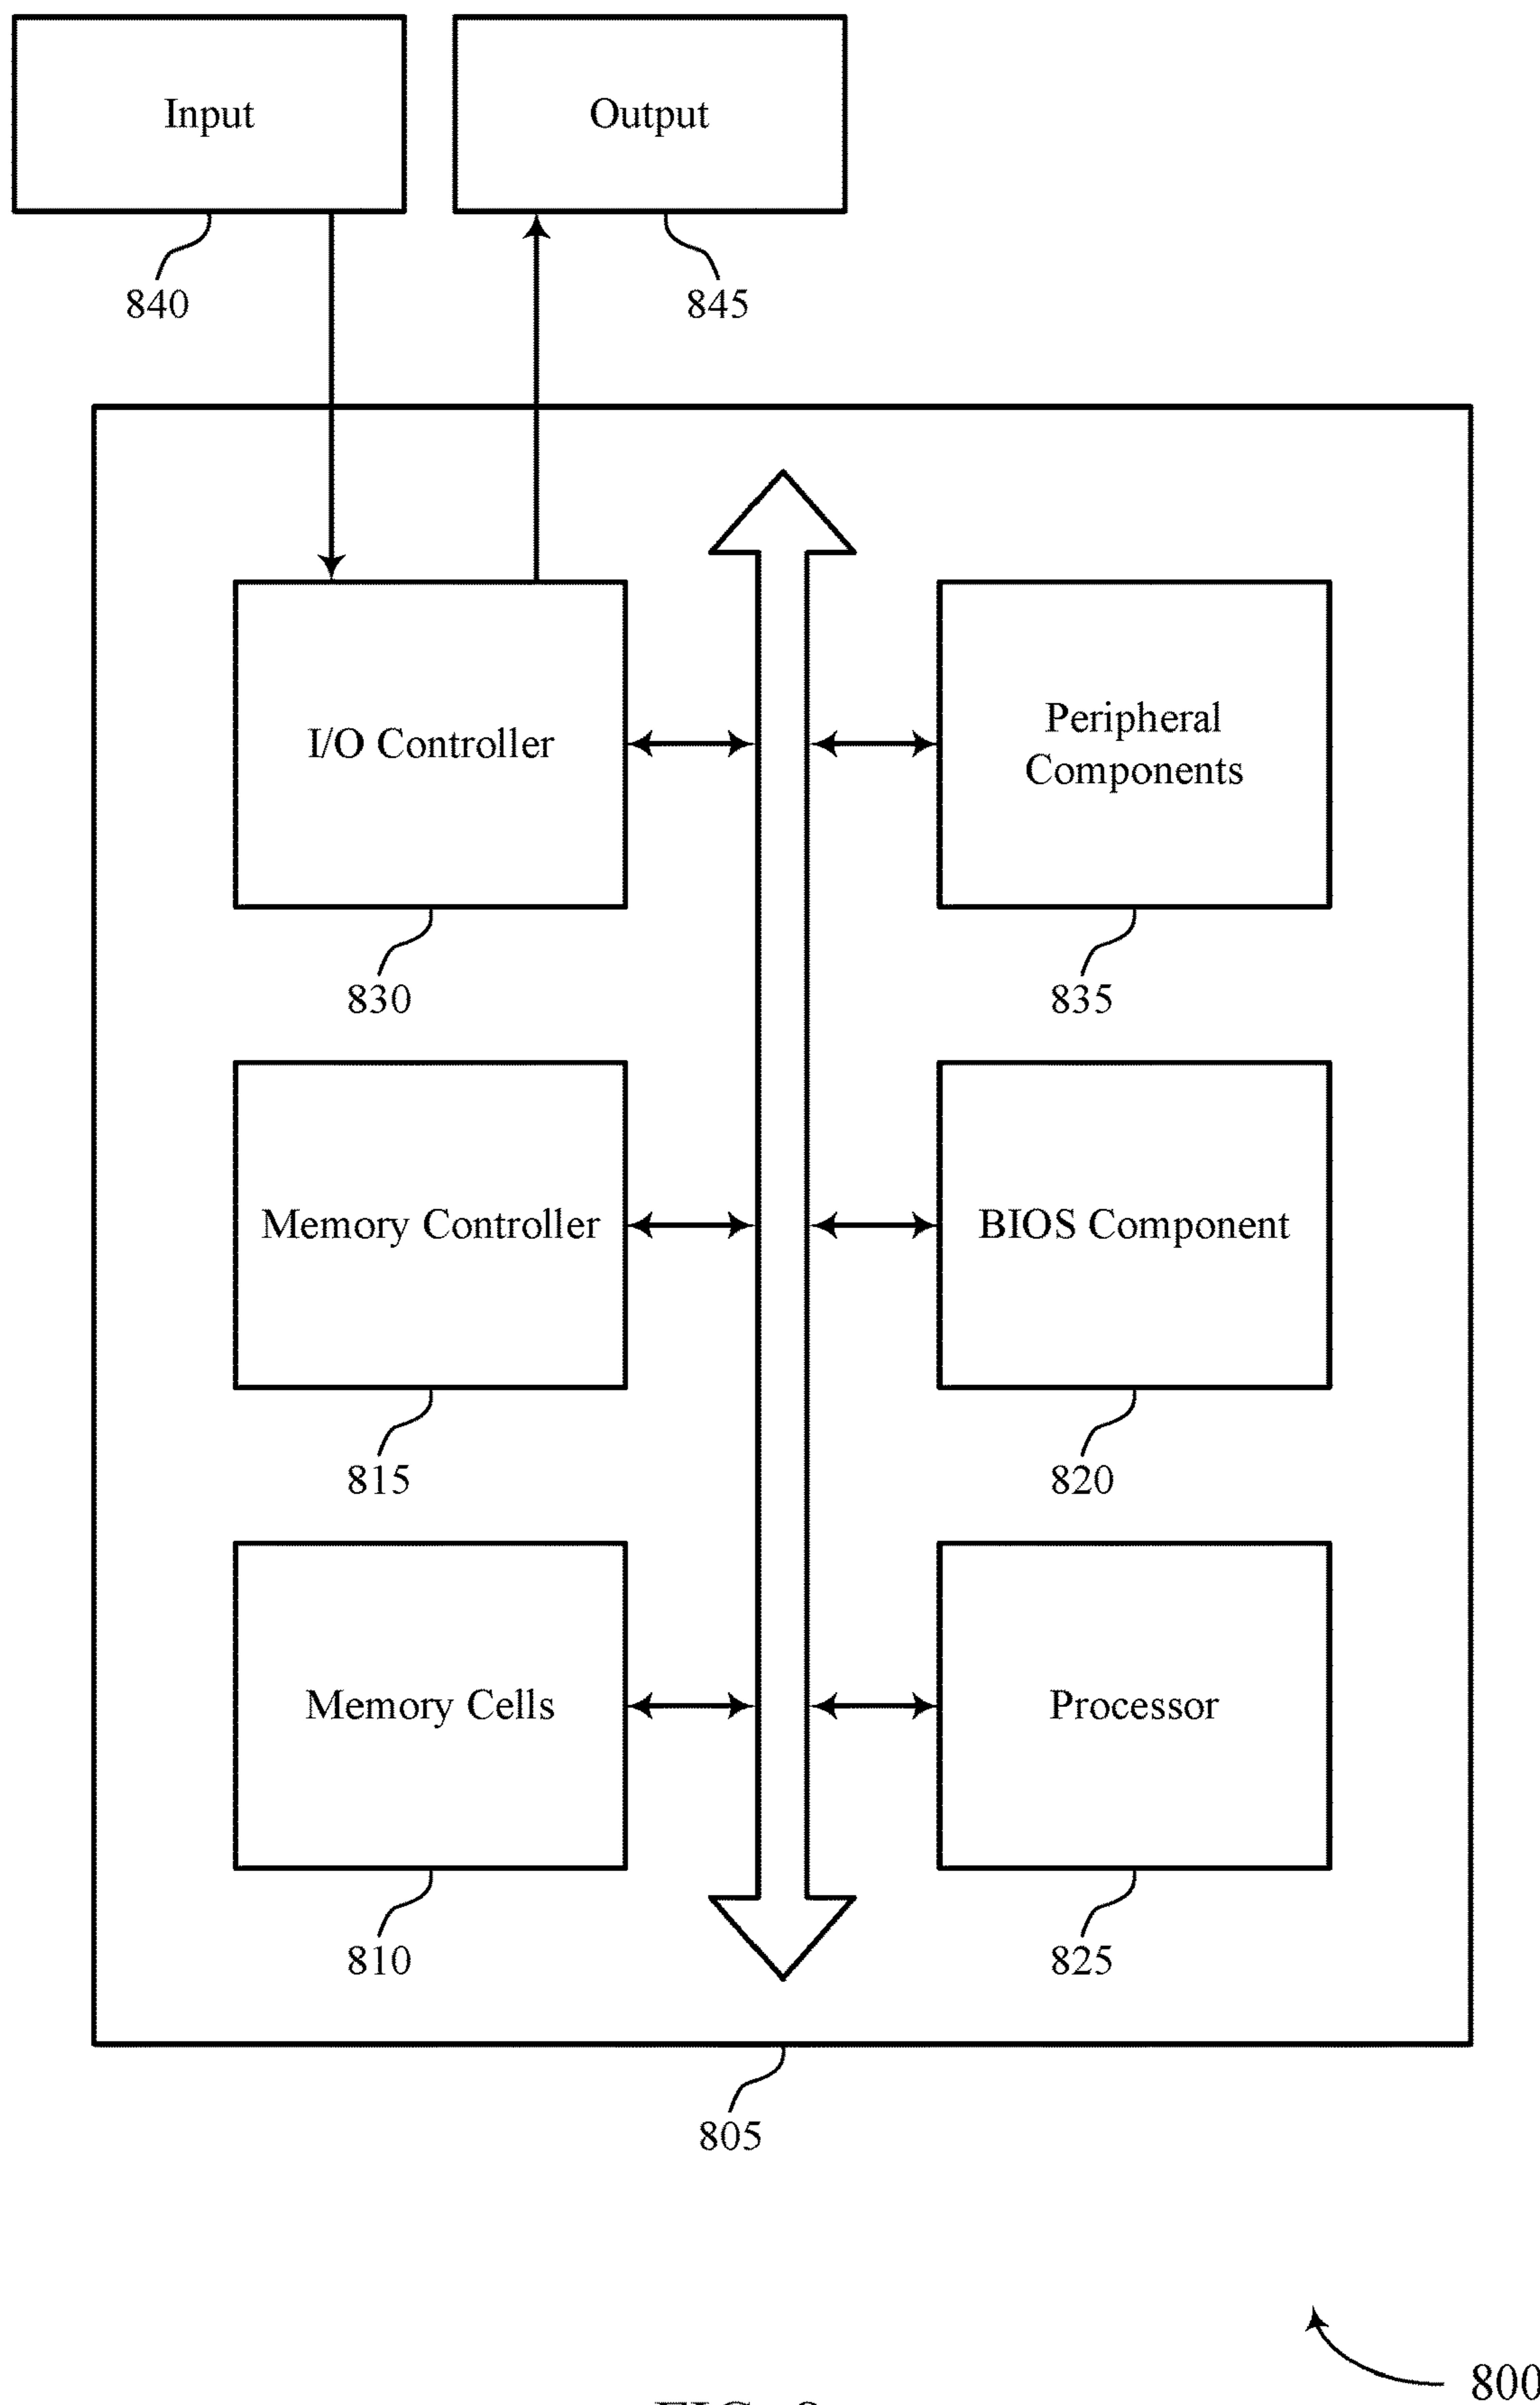 Input
Output
840
845
I/O Controller
Peripheral
Components
830
835
Memory Controller
BIOS Component
815
820
Memory Cells
Processor
810
825
805
800